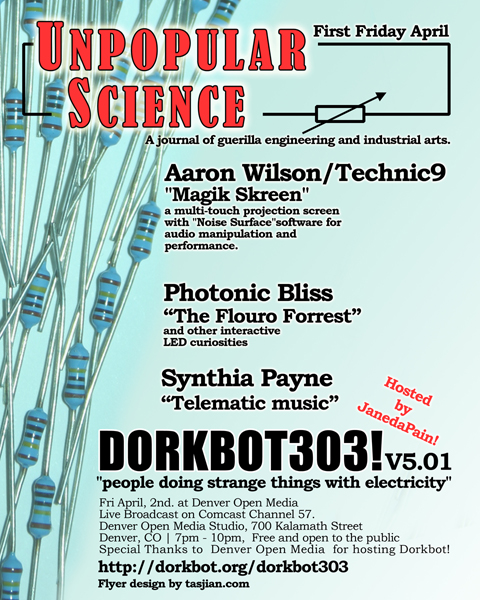 First Friday April
UNPOPULAR
SCIENCE
A journal of guerilla engineering and industrial arts.
Aaron Wilson/Technic9
"Magik Skreen"
a multi-touch projection screen
with "Noise Surface"software for
audio manipulation and
performance.
Photonic Bliss
“The Flouro Forrest”
and other interactive
LED curiosities
Synthia Payne
“Telematic music”
Hosted
by
JanedaPain!
DORKBOT303! V5.01
"people doing strange things with electricity"
Fri April, 2nd. at Denver Open Media
Live Broadcast on Comcast Channel 57.
Denver Open Media Studio, 700 Kalamath Street
Denver, CO | 7pm - 10pm, Free and open to the public
Special Thanks to Denver Open Media for hosting Dorkbot!
http://dorkbot.org/dorkbot303
Flyer design by tasjian.com